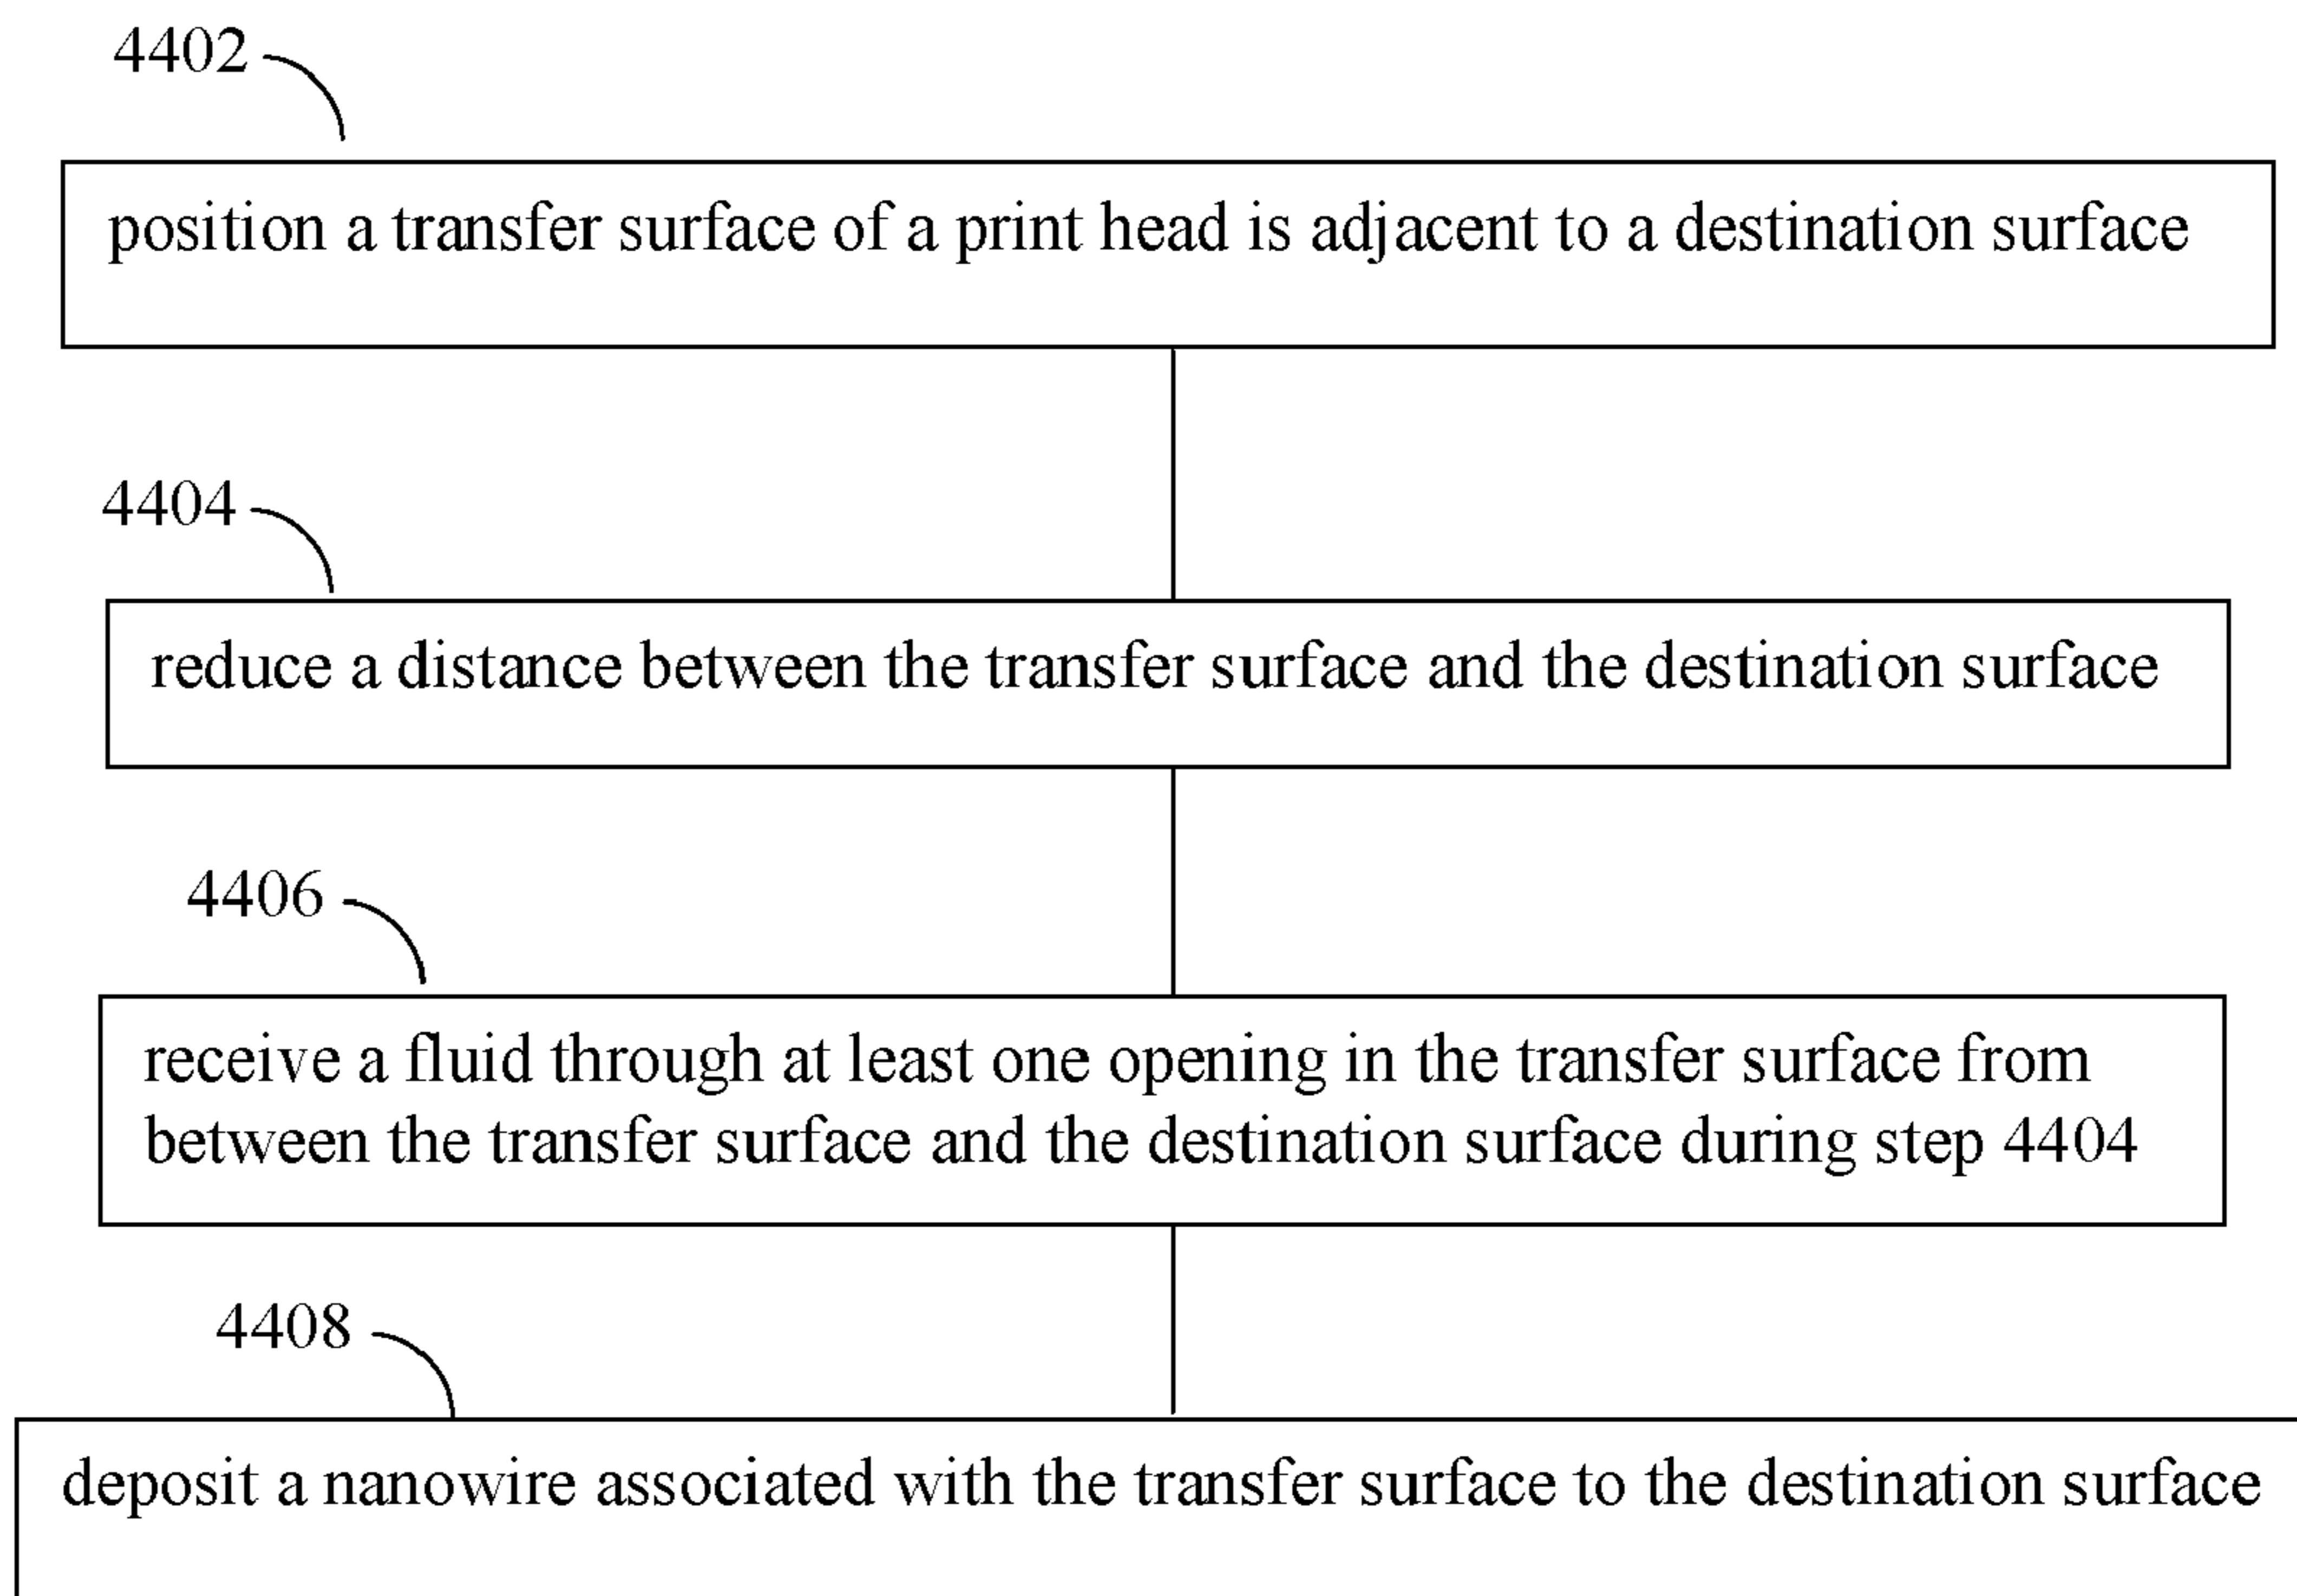 4402
position a transfer surface of a print head is adjacent to a destination surface
4404
reduce a distance between the transfer surface and the destination surface
4406
receive a fluid through at least one opening in the transfer surface from
between the transfer surface and the destination surface during step 4404
4408
deposit a nanowire associated with the transfer surface to the destination surface